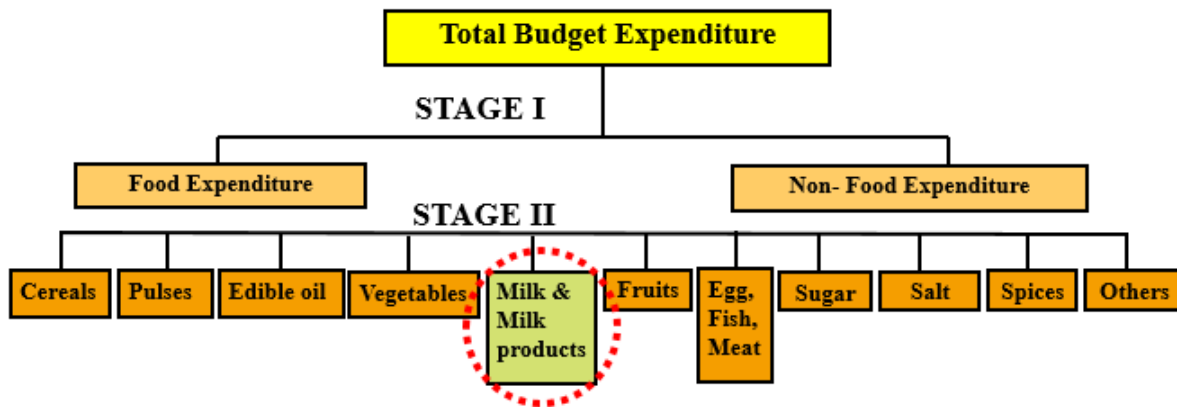 Total Budget Expenditure
STAGE I
Food Expenditure
Non- Food Expenditure
STAGE II
Cereals
Pulses
Edible oil
Vegetables
Milk &
Milk
products
Fruits
Egg,
Fish,
Meat
Sugar
Salt
Spices
Others